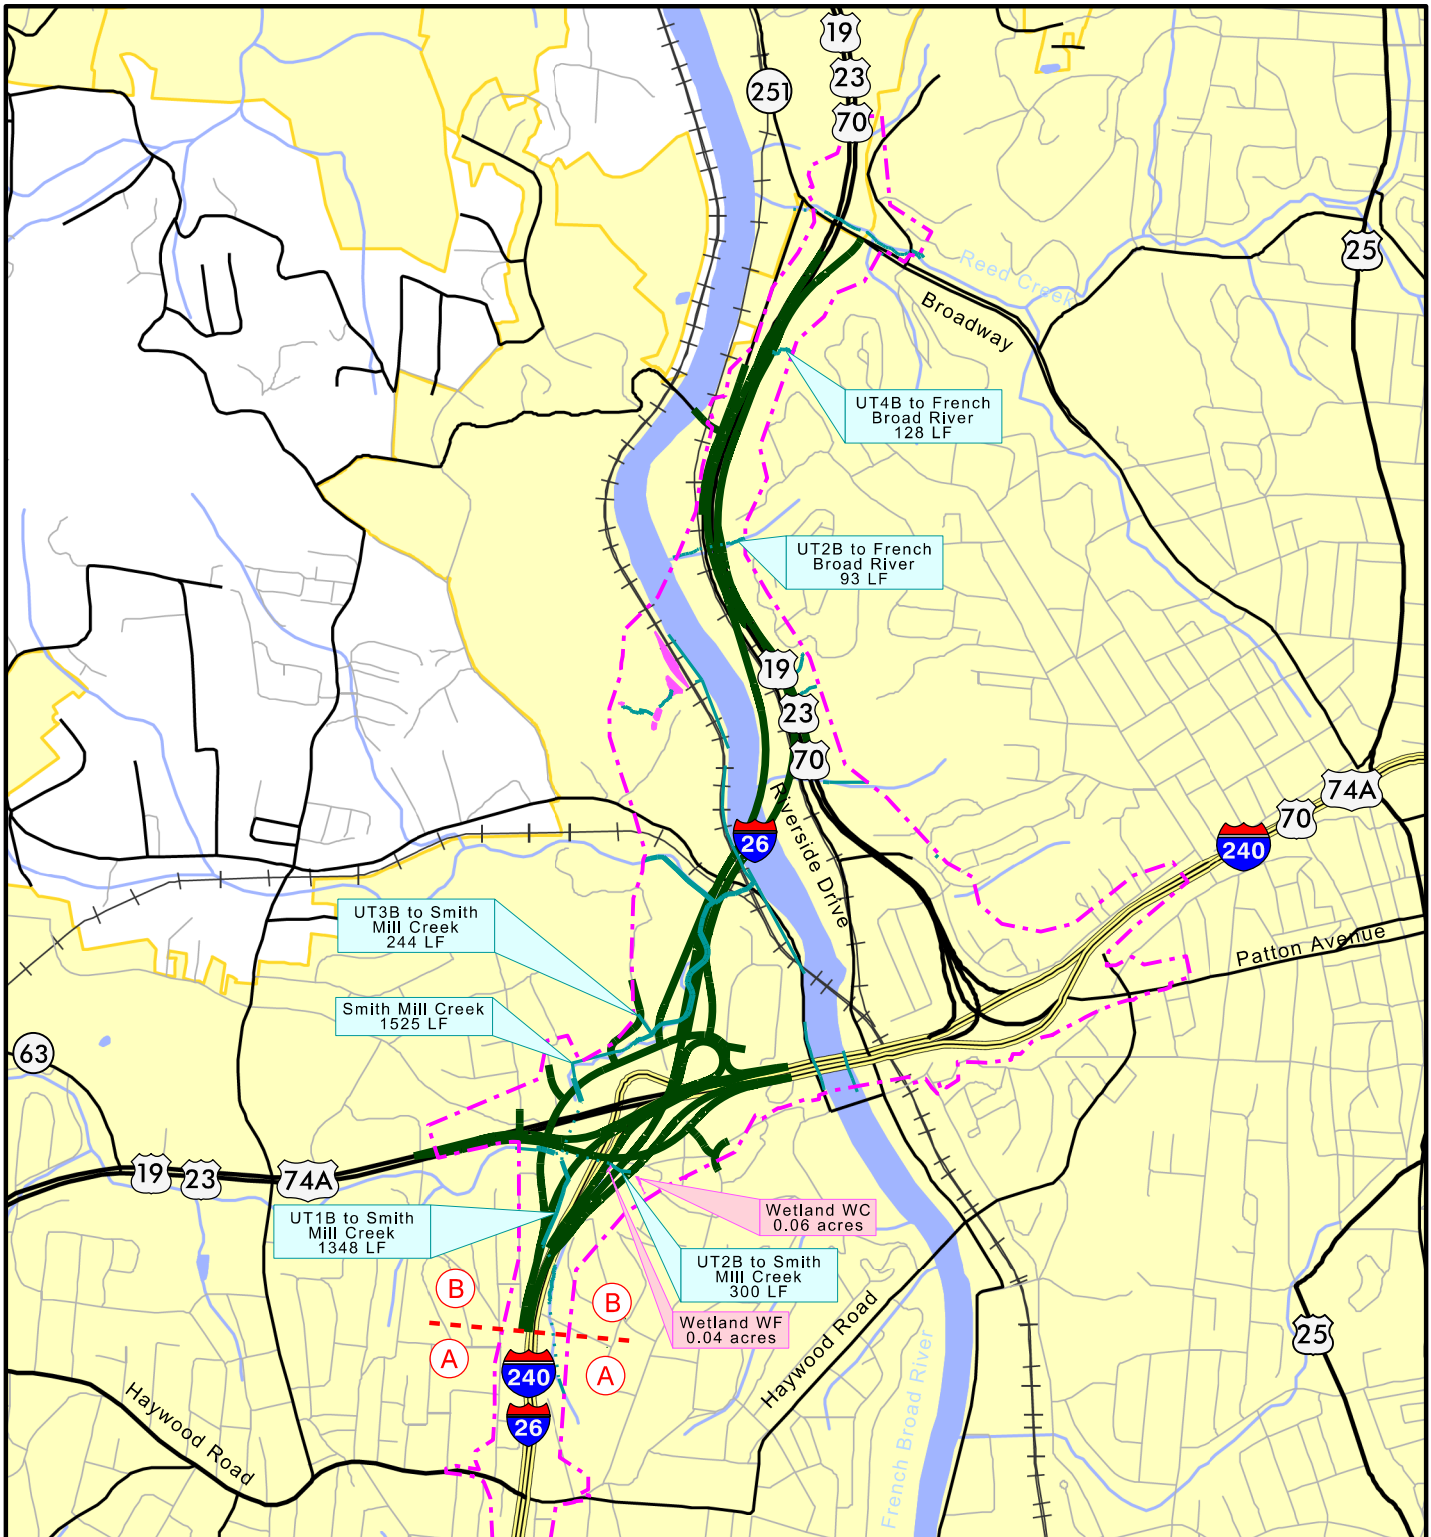 19
23
251
70
25
Reed Creek
Broadway
UT4B to French
Broad River
128 LF
UT2B to French
Broad River
93 LF
19
23
70
74A
70
Riverside Drive
26
240
UT3B to Smith
Mill Creek
244 LF
Patton Avenue
Smith Mill Creek
1525 LF
63
19
23
74A
Wetland WC
0.06 acres
UT1B to Smith
Mill Creek
1348 LF
UT2B to Smith
Mill Creek
300 LF
B
B
Wetland WF
0.04 acres
25
A
A
240
Haywood Road
26
Haywood Road
French Broad River